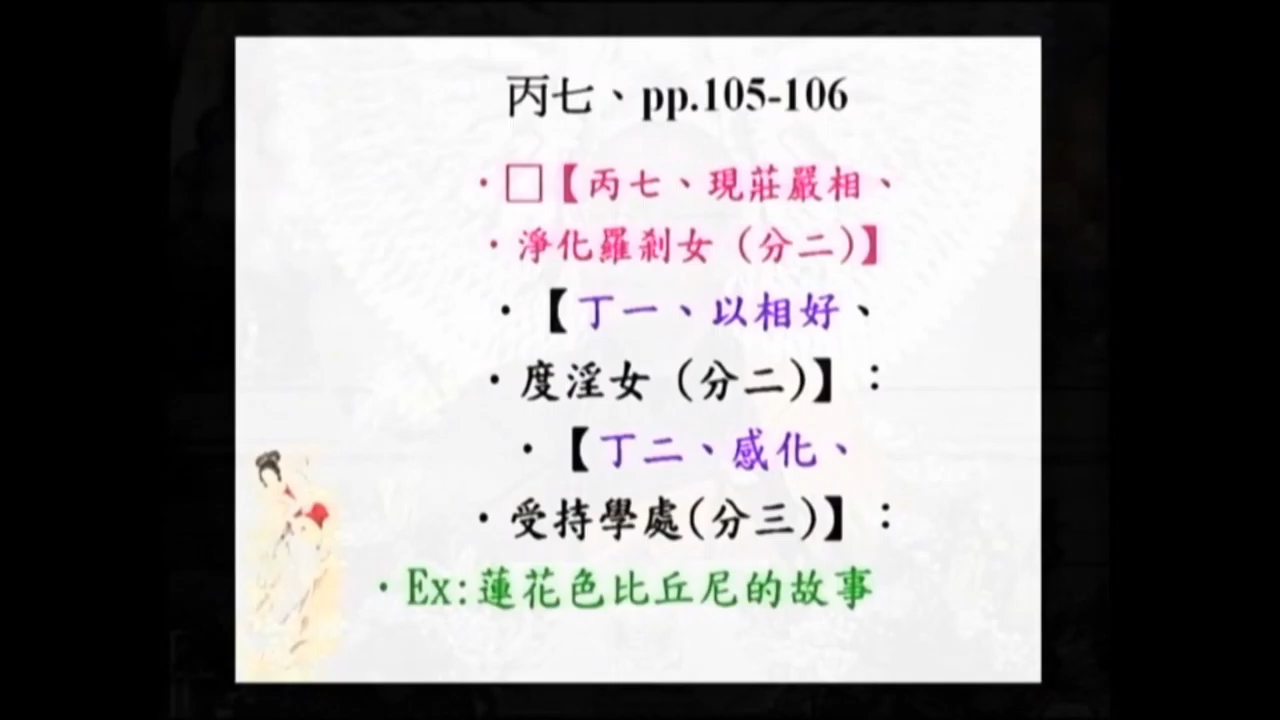 丙七、pp.105-106
·□【丙七、現莊嚴相、
·淨化羅剎女（分二)】
·【丁一、以相好、
·度淫女（分二)】：
·【丁二、感化、
·受持學處(分三)】：
·Ex:蓮花色比丘尼的故事